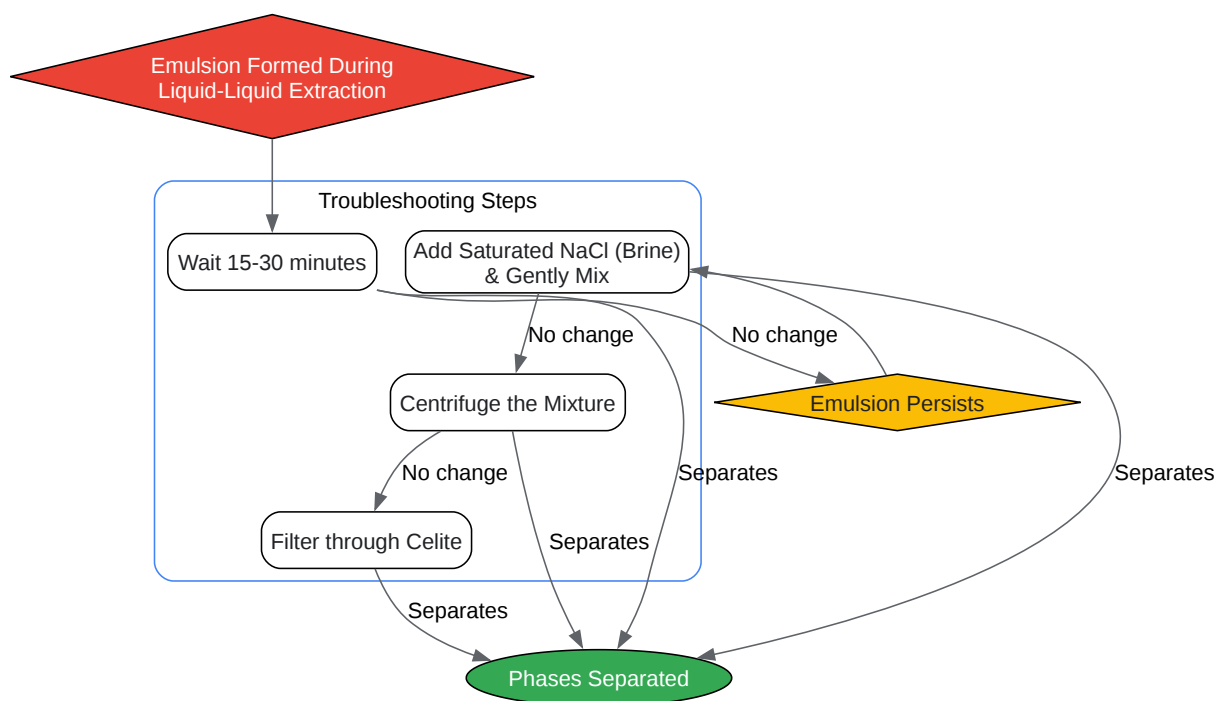 Emulsion Formed During
Liquid-Liquid Extraction
Troubleshooting Steps
Wait 15-30 minutes
Add Saturated NaCl (Brine)
& Gently Mix
No change
No change
Centrifuge the Mixture
Emulsion Persists
No change
Separates
Separates
Filter through Celite
Separates
Separates
Phases Separated